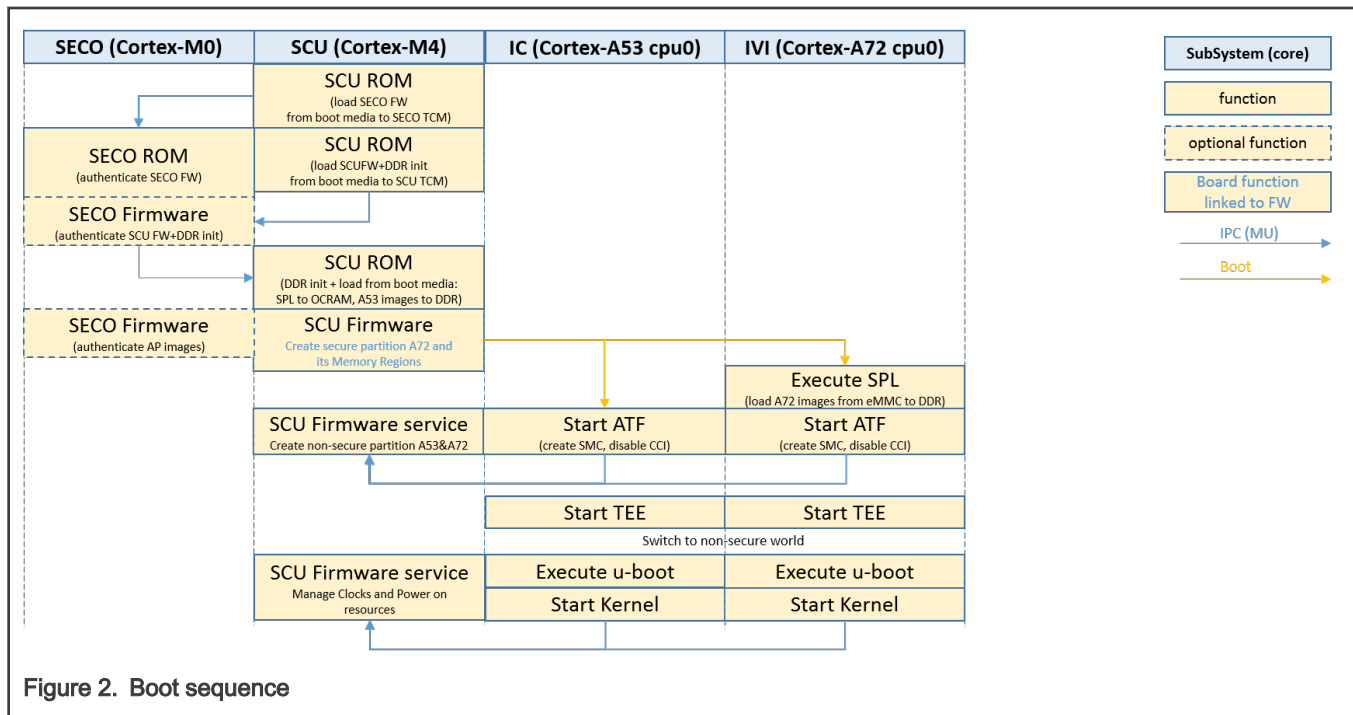 SECO (Cortex-M0)
SCU (Cortex-M4)
IC (Cortex-A53 cpu0)
IVI (Cortex-A72 cpu0)
SCU ROM
(load SECO FW
from boot media to SECO TCM)
SECO ROM
(authenticate SECO FW)
SCU ROM
(load SCUFW+DDR init
from boot media to SCU TCM)
SECO Firmware
(authenticate SCU FW+DDR init)
SCU ROM
(DDR init + load from boot media:
SPL to OCRAM, A53 images to DDR)
SECO Firmware
(authenticate AP images)
SCU Firmware
Create secure partition A72 and
its Memory Regions
Execute SPL
(load A72 images from eMMC to DDR)
SCU Firmware service
Create non-secure partition A53&A72
Start ATF
(create SMC, disable CCI)
Start ATF
(create SMC, disable CCI)
Start TEE
Start TEE
Switch to non-secure world
SCU Firmware service
Manage Clocks and Power on
resources
Execute u-boot
Execute u-boot
Start Kernel
Start Kernel
SubSystem (core)
function
optional function
Board function
linked to FW
IPC (MU)
Boot
Figure 2. Boot sequence